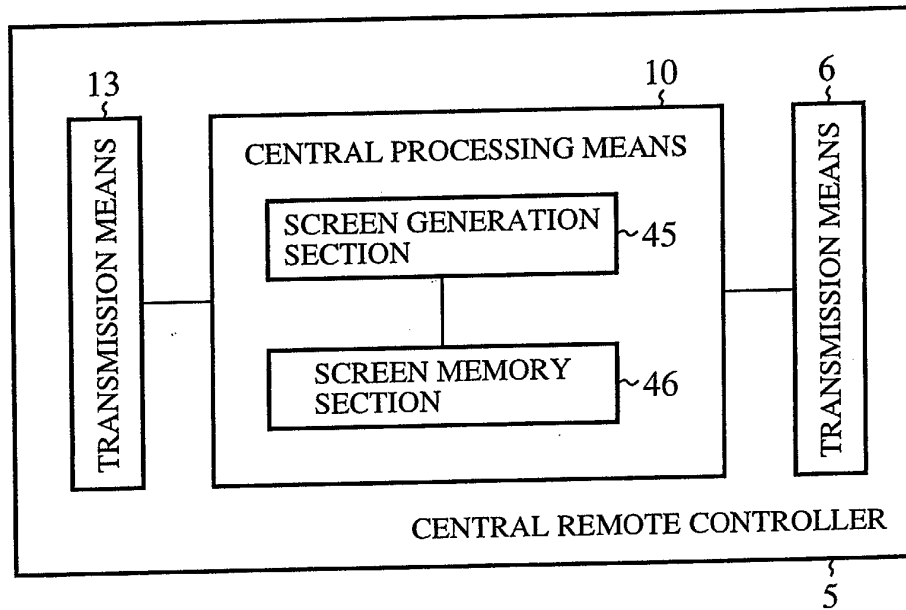 13
10
6
TRANSMISSION MEANS
CENTRAL PROCESSING MEANS
SCREEN GENERATION
SECTION
45
SCREEN MEMORY
SECTION
46
TRANSMISSION MEANS
CENTRAL REMOTE CONTROLLER
5